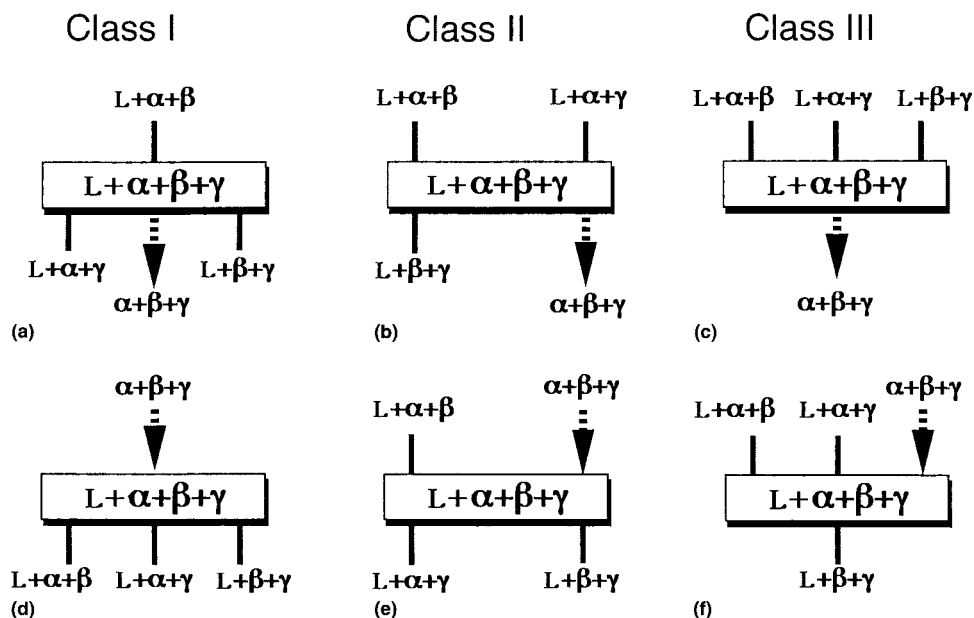 Class I
Class II
Class III
L+α+β
L+α+β+γ
L+α+γ
L+β+γ
α+β+γ
(a)
L+α+β
L+α+γ
L+α+β+γ
L+β+γ
α+β+γ
(b)
L+α+β
L+α+γ
L+β+γ
L+α+β+γ
α+β+γ
(c)
α+β+γ
L+α+β+γ
L+α+β
L+α+γ
L+β+γ
(d)
L+α+β
α+β+γ
L+α+β+γ
L+α+γ
L+β+γ
(e)
L+α+β
L+α+γ
α+β+γ
L+α+β+γ
L+β+γ
(f)